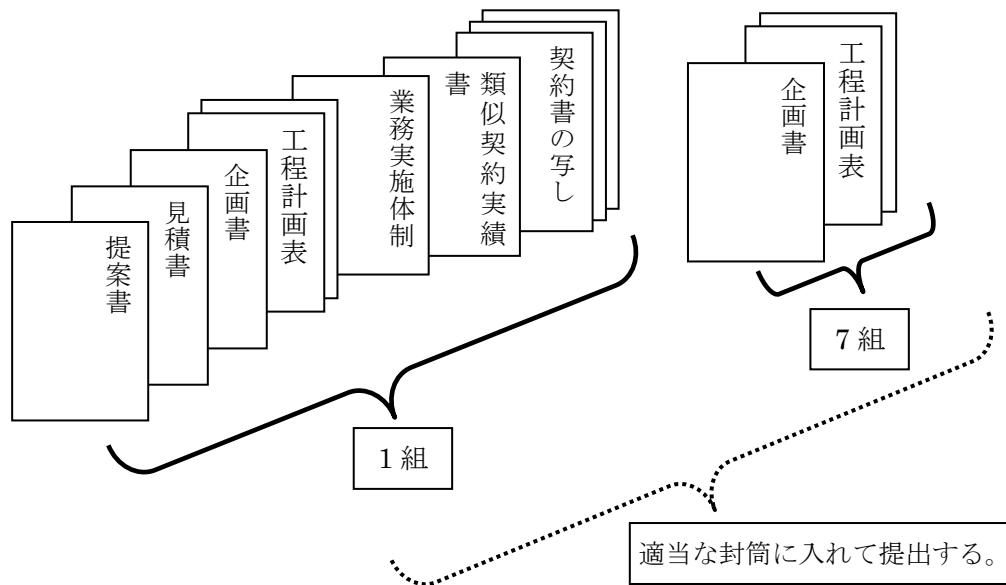 提案書
見積書
企画書
工程計画表
業務実施体制
類似契約実績
書
契約書の写し
1組
企画書
工程計画表
7組
適当な封筒に入れて提出する。